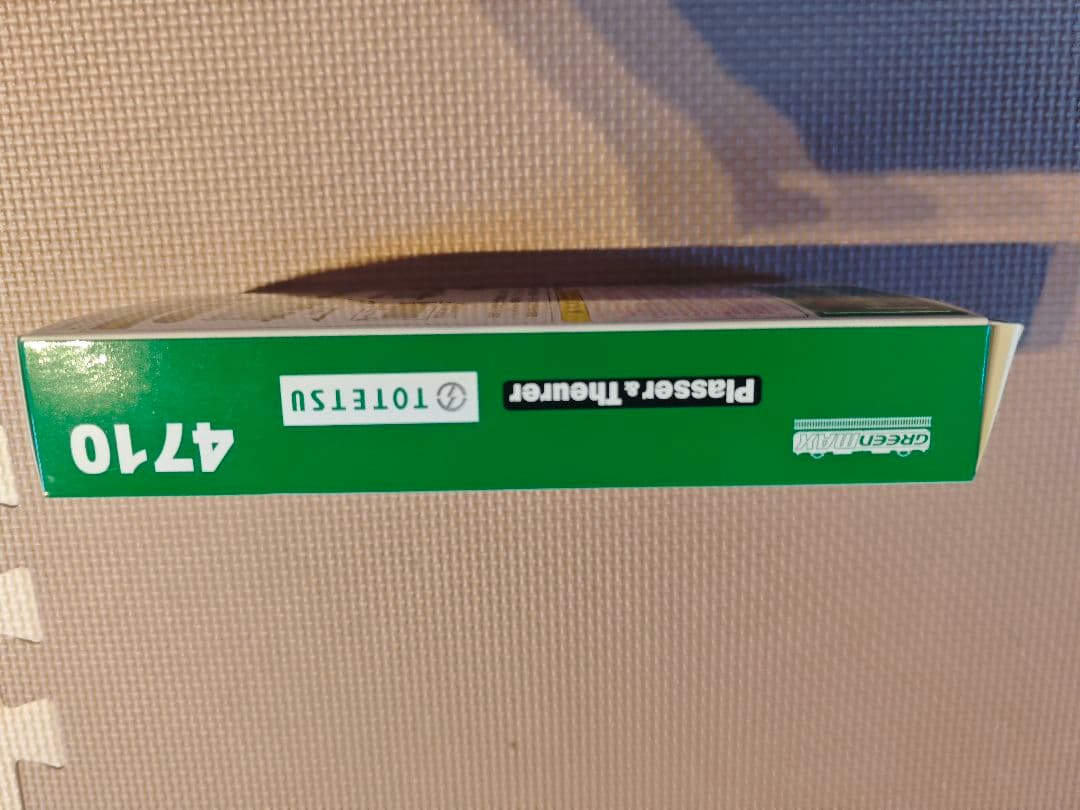 GREENMAX
Plasser & Theurer
TOTETSU
4710